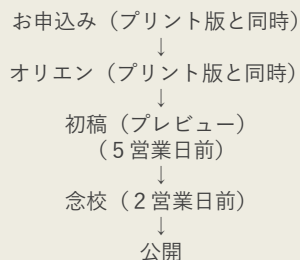 お申込み（プリント版と同時）
↓
オリエン（プリント版と同時）
↓
初稿（プレビュー）
（５営業日前）
↓
念校（２営業日前）
↓
公開